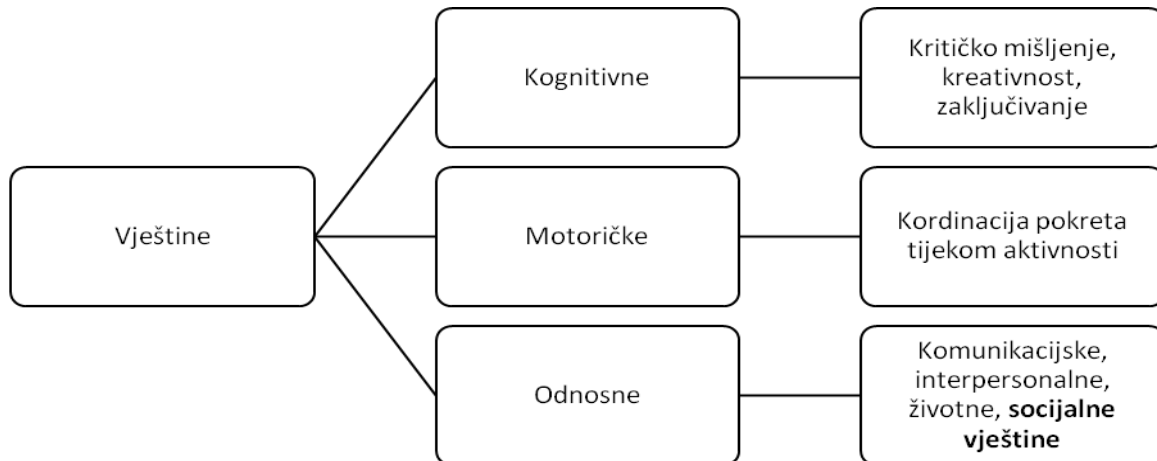 Vještine
Kognitivne
Kritičko mišljenje,
kreativnost,
zaključivanje
Motoričke
Kordinacija pokreta
tijekom aktivnosti
Odnosne
Komunikacijske,
interpersonalne,
životne, socijalne
vještine